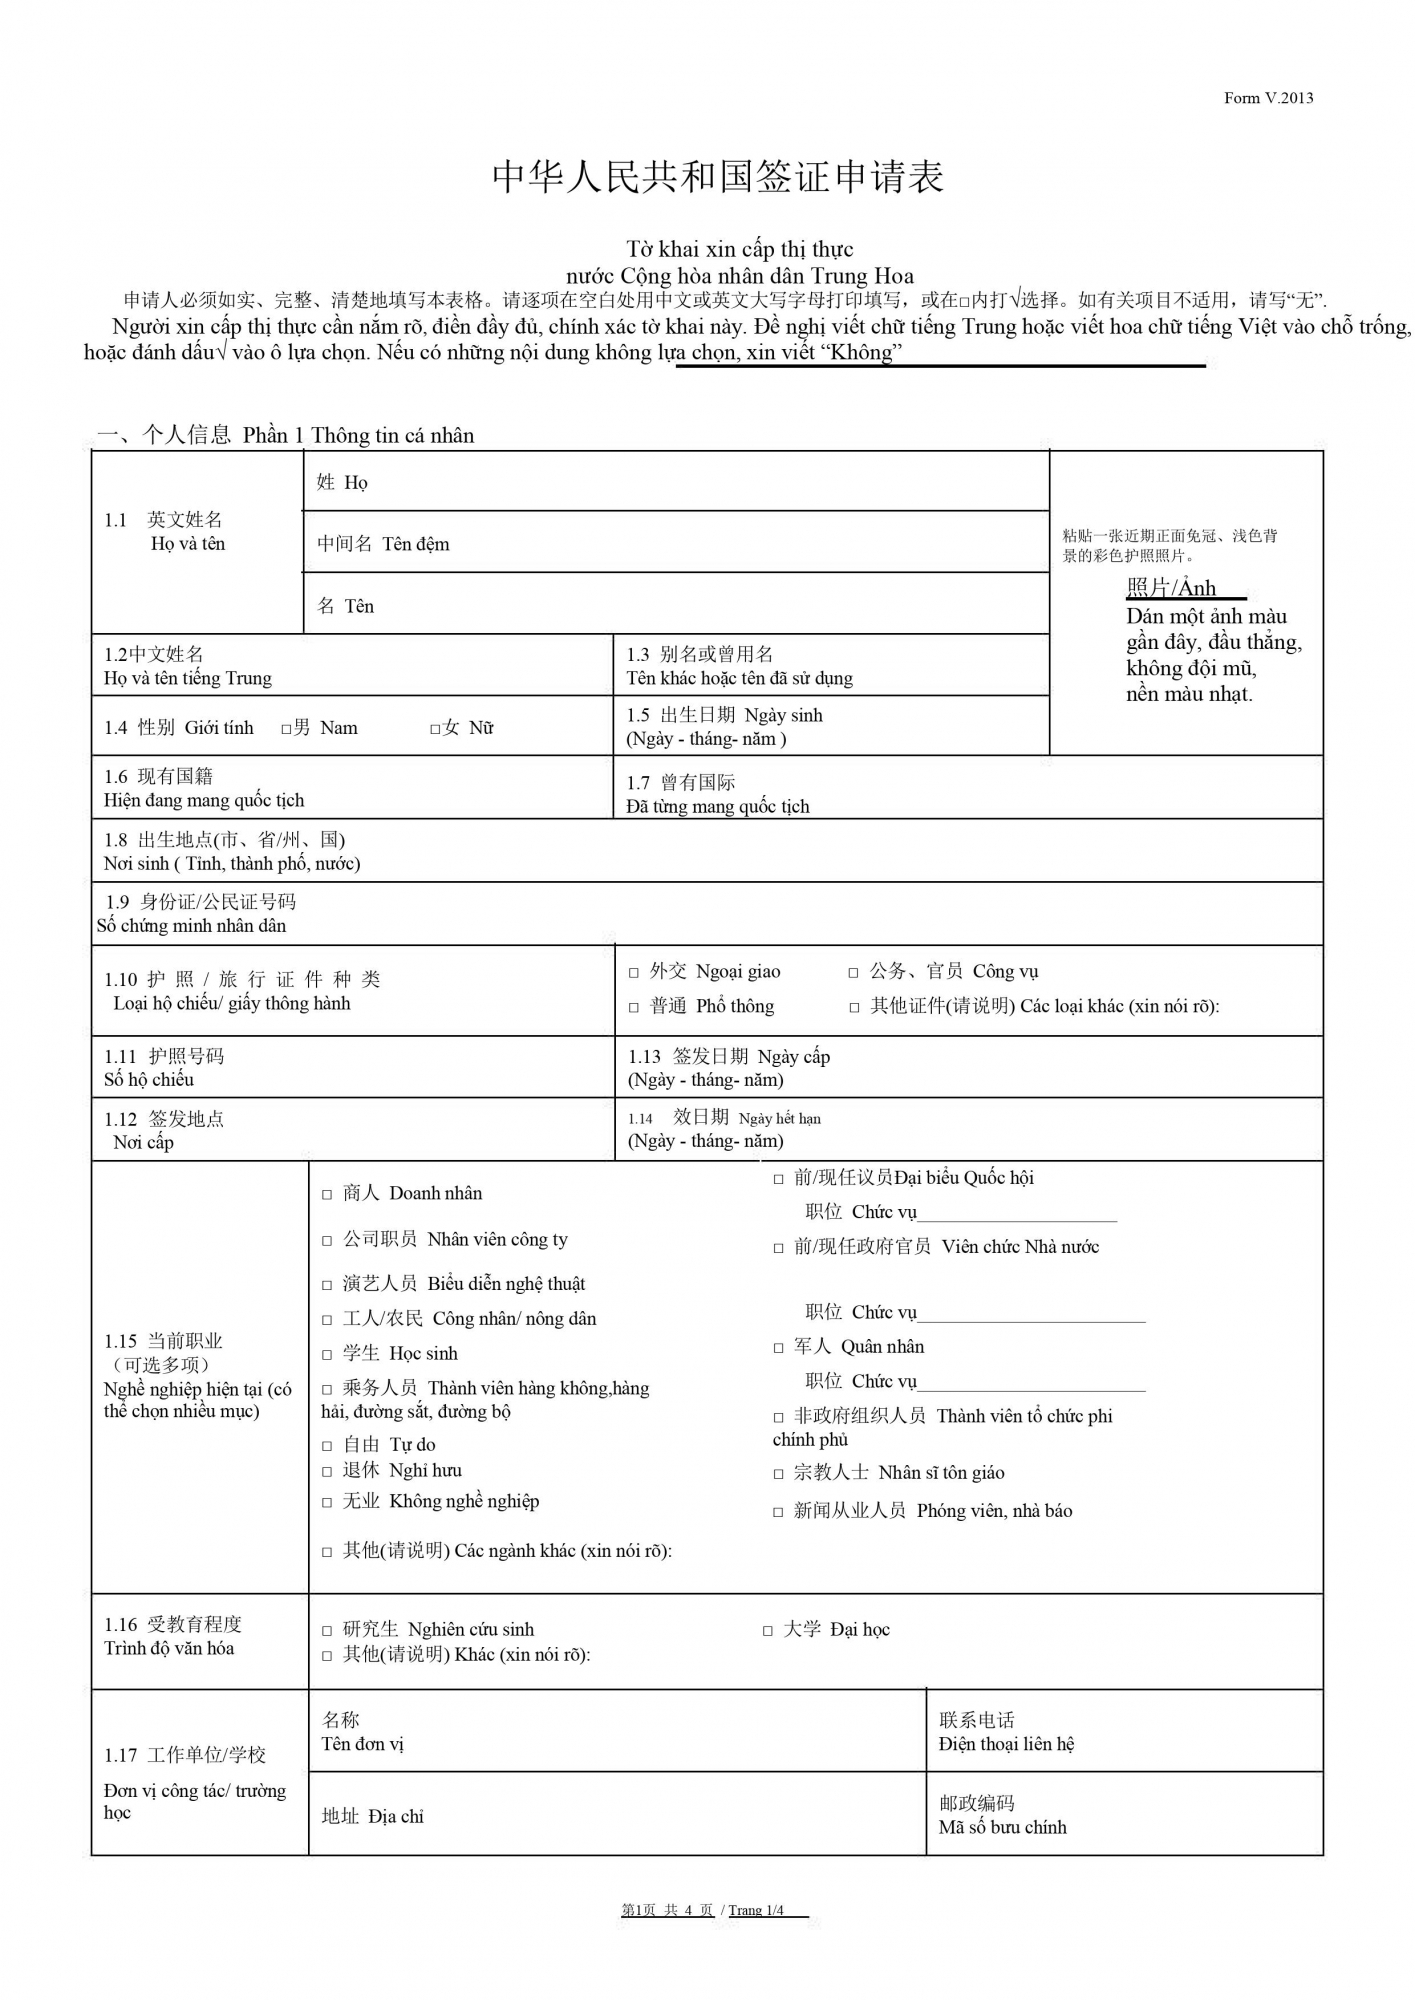 Form V.2013
中华人民共和国签证申请表
Tờ khai xin cấp thị thực
nước Cộng hòa nhân dân Trung Hoa
申请人必须如实、完整、清楚地填写本表格。请逐项在空白处用中文或英文大写字母打印填写，或在□内打√选择。如有关项目不适用，请写“无”.
Người xin cấp thị thực cần nắm rõ, điền đầy đủ, chính xác tờ khai này. Đề nghị viết chữ tiếng Trung hoặc viết hoa chữ tiếng Việt vào chỗ trống,
hoặc đánh dấu√ vào ô lựa chọn. Nếu có những nội dung không lựa chọn, xin viết “Không”
一、个人信息 Phần 1 Thông tin cá nhân
1.1 英文姓名
Họ và tên
姓 Họ
中间名 Tên đệm
名 Tên
粘贴一张近期正面免冠、浅色背
景的彩色护照照片。
照片/Ảnh
Dán một ảnh màu
gần đây, đầu thẳng,
không đội mũ,
nền màu nhạt.
1.2中文姓名
Họ và tên tiếng Trung
1.3 别名或曾用名
Tên khác hoặc tên đã sử dụng
1.4 性别 Giới tính □男 Nam □女 Nữ
1.5 出生日期 Ngày sinh
(Ngày - tháng- năm )
1.6 现有国籍
Hiện đang mang quốc tịch
1.7 曾有国际
Đã từng mang quốc tịch
1.8 出生地点(市、省/州、国)
Nơi sinh ( Tỉnh, thành phố, nước)
1.9 身份证/公民证号码
Số chứng minh nhân dân
1.10 护 照 / 旅 行 证 件 种 类
Loại hộ chiếu/ giấy thông hành
□ 外交 Ngoại giao □ 公务、官员 Công vụ
□ 普通 Phổ thông □ 其他证件(请说明) Các loại khác (xin nói rõ):
1.11 护照号码
Số hộ chiếu
1.13 签发日期 Ngày cấp
(Ngày - tháng- năm)
1.12 签发地点
Nơi cấp
1.14 效日期 Ngày hết hạn
(Ngày - tháng- năm)
1.15 当前职业
（可选多项）
Nghề nghiệp hiện tại (có
thể chọn nhiều mục)
□ 商人 Doanh nhân
□ 公司职员 Nhân viên công ty
□ 演艺人员 Biểu diễn nghệ thuật
□ 工人/农民 Công nhân/ nông dân
□ 学生 Học sinh
□ 乘务人员 Thành viên hàng không,hàng
hải, đường sắt, đường bộ
□ 自由 Tự do
□ 退休 Nghỉ hưu
□ 无业 Không nghề nghiệp
□ 其他(请说明) Các ngành khác (xin nói rõ):
□ 前/现任议员Đại biểu Quốc hội
职位 Chức vụ_____________________
□ 前/现任政府官员 Viên chức Nhà nước
职位 Chức vụ________________________
□ 军人 Quân nhân
职位 Chức vụ________________________
□ 非政府组织人员 Thành viên tổ chức phi
chính phủ
□ 宗教人士 Nhân sĩ tôn giáo
□ 新闻从业人员 Phóng viên, nhà báo
1.16 受教育程度
Trình độ văn hóa
□ 研究生 Nghiên cứu sinh □ 大学 Đại học
□ 其他(请说明) Khác (xin nói rõ):
1.17 工作单位/学校
Đơn vị công tác/ trường
học
名称
Tên đơn vị
联系电话
Điện thoại liên hệ
地址 Địa chỉ
邮政编码
Mã số bưu chính
第1页 共 4 页 / Trang 1/4